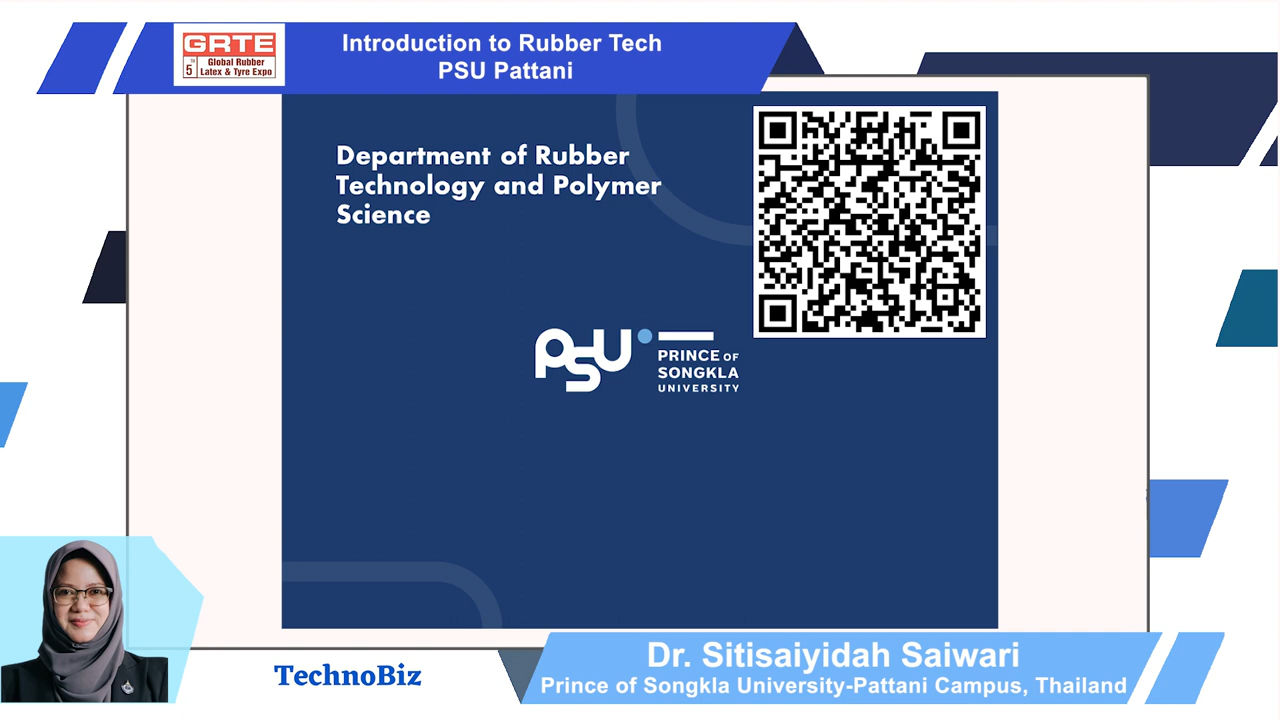 GRTE
5TH
Global Rubber
Latex & Tyre Expo
Introduction to Rubber Tech
PSU Pattani
Department of Rubber
Technology and Polymer
Science
PSU
PRINCE OF
SONGKLA
UNIVERSITY
TechnoBiz
Dr. Sitisaiyidah Saiwari
Prince of Songkla University-Pattani Campus, Thailand